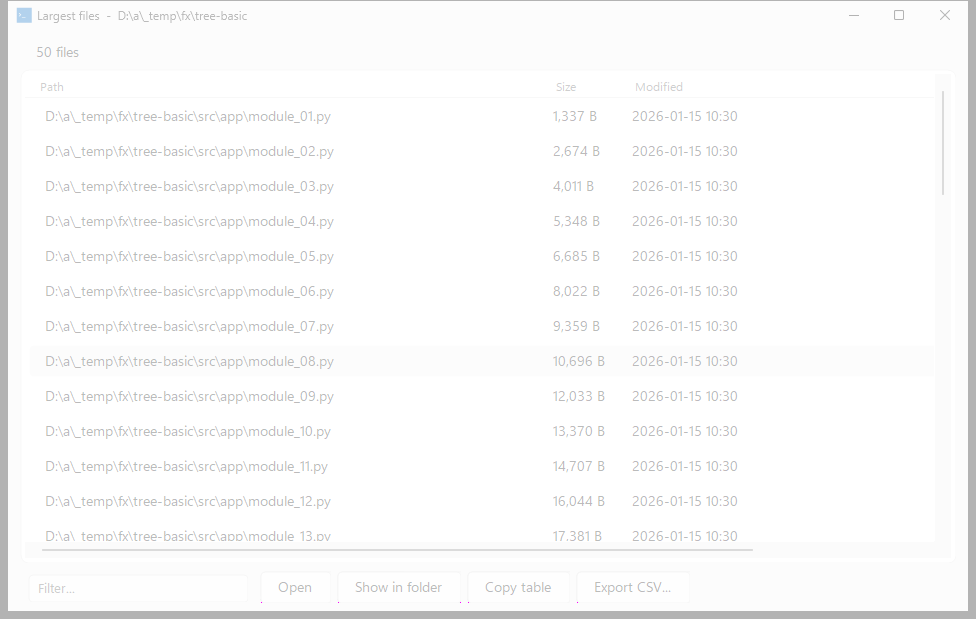 Largest files - D:\a\_temp\fx\tree-basic
50 files
Path Size Modified
D:\a\_temp\fx\tree-basic\src\app\module_01.py 1,337 B 2026-01-15 10:30
D:\a\_temp\fx\tree-basic\src\app\module_02.py 2,674 B 2026-01-15 10:30
D:\a\_temp\fx\tree-basic\src\app\module_03.py 4,011 B 2026-01-15 10:30
D:\a\_temp\fx\tree-basic\src\app\module_04.py 5,348 B 2026-01-15 10:30
D:\a\_temp\fx\tree-basic\src\app\module_05.py 6,685 B 2026-01-15 10:30
D:\a\_temp\fx\tree-basic\src\app\module_06.py 8,022 B 2026-01-15 10:30
D:\a\_temp\fx\tree-basic\src\app\module_07.py 9,359 B 2026-01-15 10:30
D:\a\_temp\fx\tree-basic\src\app\module_08.py 10,696 B 2026-01-15 10:30
D:\a\_temp\fx\tree-basic\src\app\module_09.py 12,033 B 2026-01-15 10:30
D:\a\_temp\fx\tree-basic\src\app\module_10.py 13,370 B 2026-01-15 10:30
D:\a\_temp\fx\tree-basic\src\app\module_11.py 14,707 B 2026-01-15 10:30
D:\a\_temp\fx\tree-basic\src\app\module_12.py 16,044 B 2026-01-15 10:30
D:\a\_temp\fx\tree-basic\src\app\module_13.py 17,381 B 2026-01-15 10:30
Filter... Open Show in folder Copy table Export CSV...